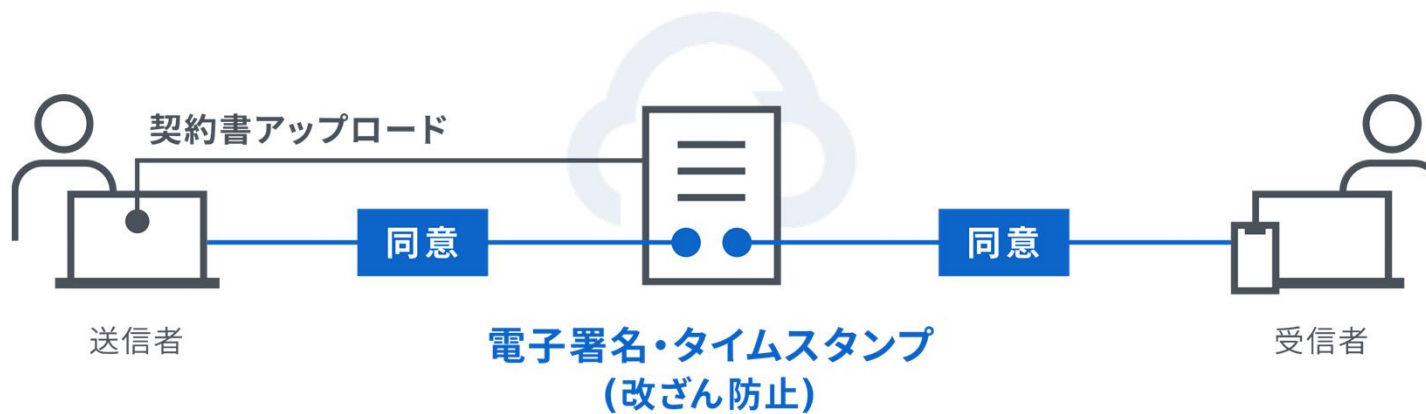 契約書アップロード
同意
同意
送信者
電子署名・タイムスタンプ
(改ざん防止)
受信者